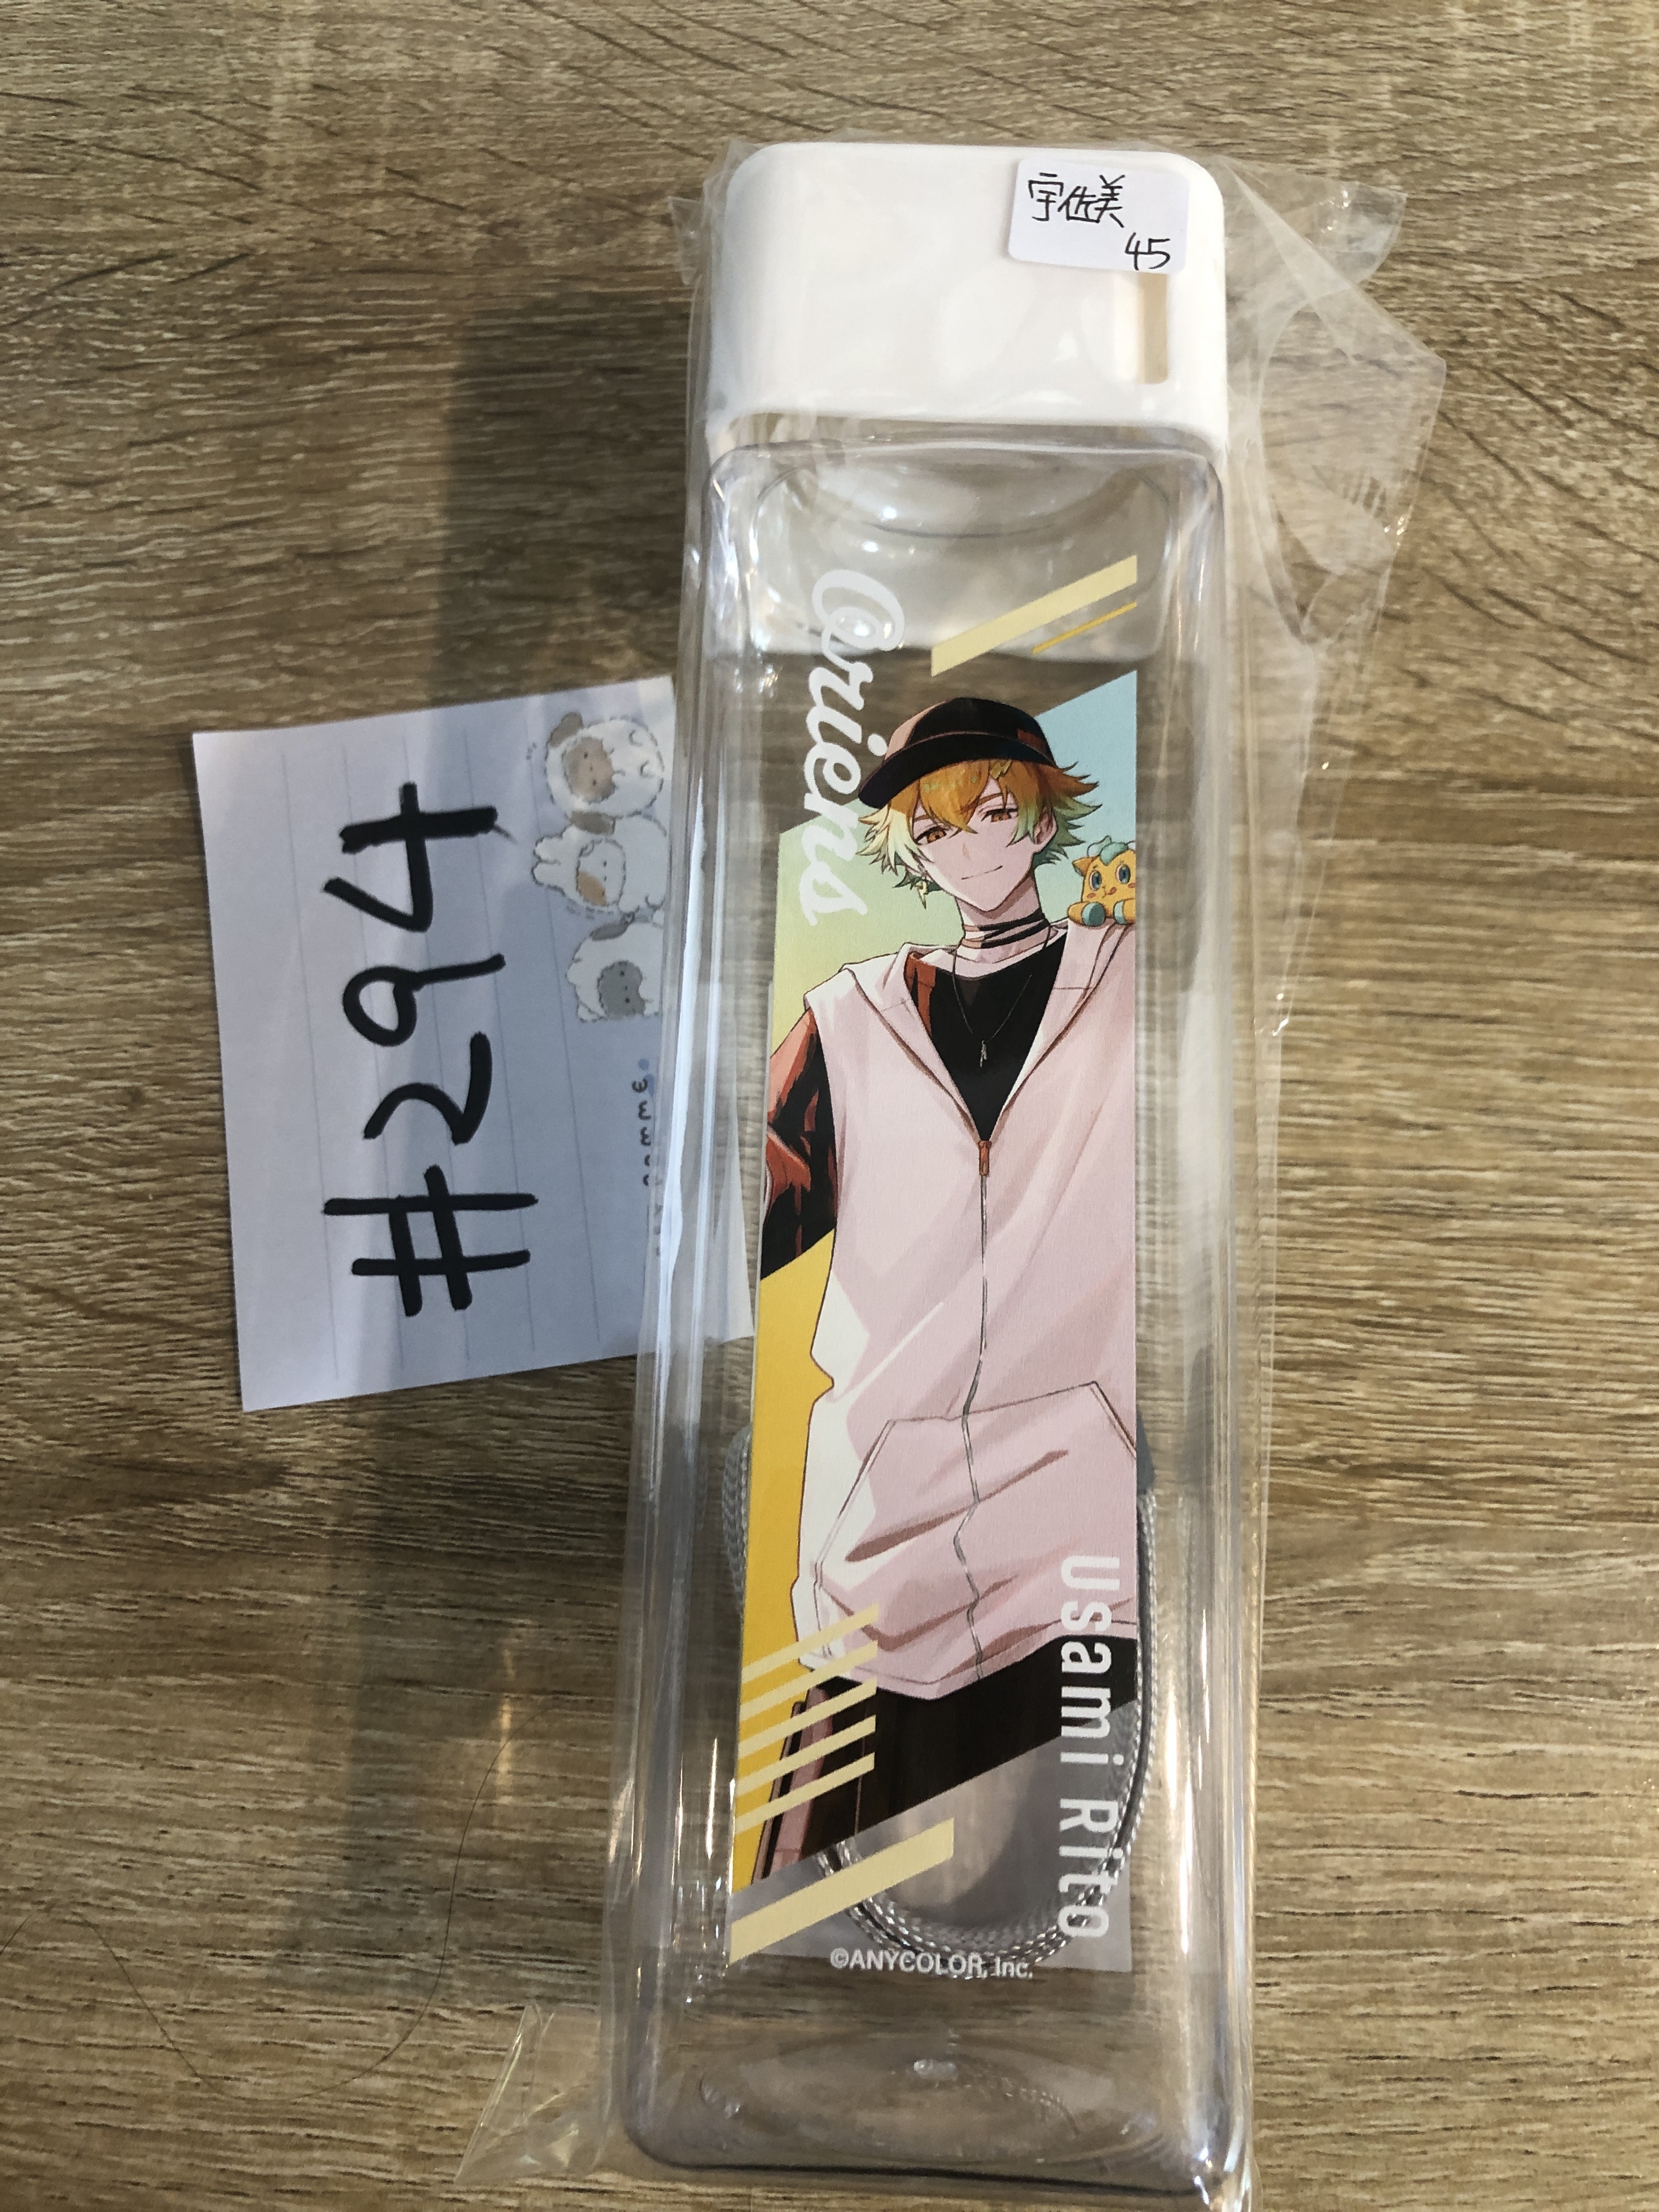 宇佐美
45
Oriens
#294
Usami Rito
©ANYCOLOR, Inc.